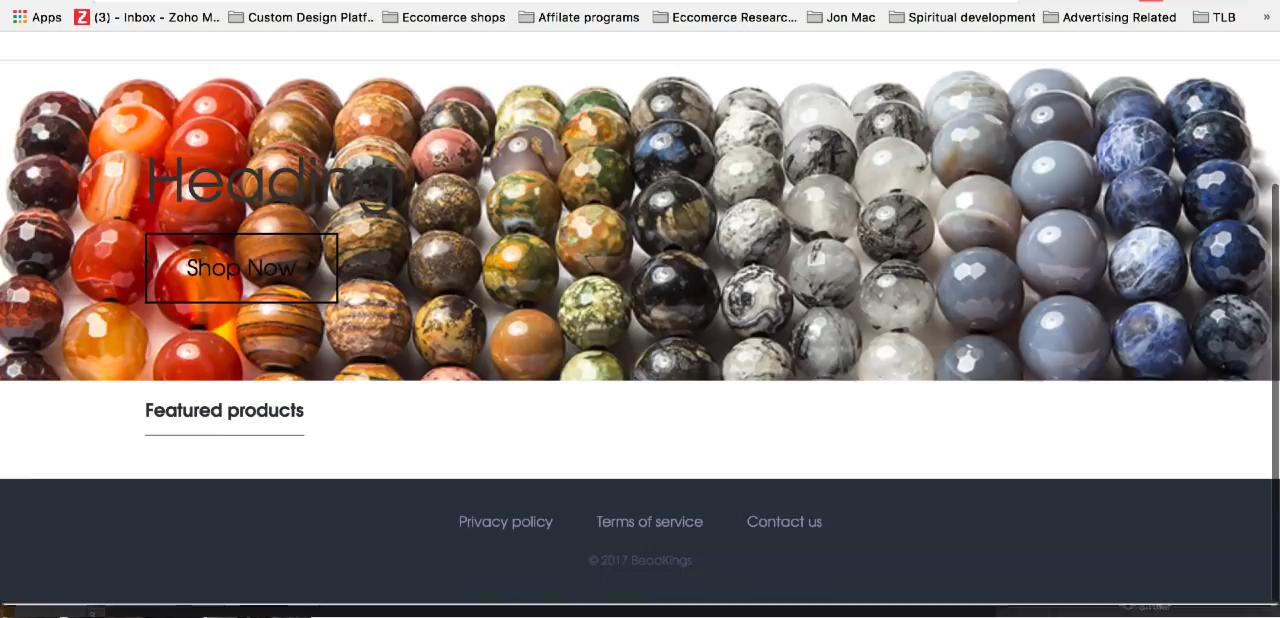 Apps (3) - Inbox - Zoho M.. Custom Design Platf.. Eccomerce shops Affilate programs Eccomerce Researc... Jon Mac Spiritual development Advertising Related TLB »
Heading
Shop Now
Featured products
Privacy policy Terms of service Contact us
© 2017 BeadKings